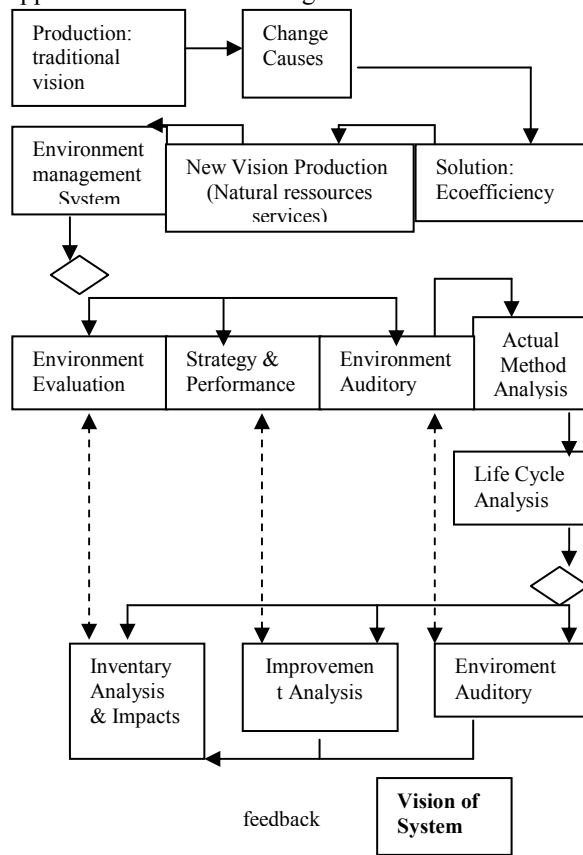 Production:
traditional
vision
Change
Causes
Environment
management
System
New Vision Production
(Natural ressources
services)
Solution:
Ecoefficiency
Environment
Evaluation
Strategy &
Performance
Environment
Auditory
Actual
Method
Analysis
Life Cycle
Analysis
Inventary
Analysis
& Impacts
Improvemen
t Analysis
Enviroment
Auditory
feedback
Vision of
System